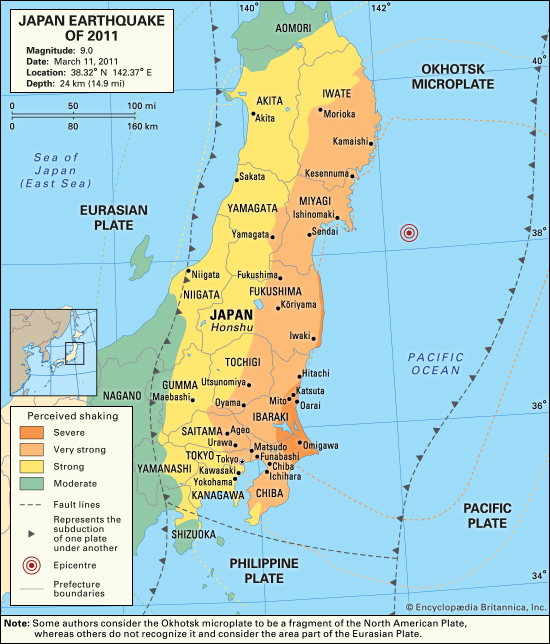 JAPAN EARTHQUAKE
OF 2011
Magnitude: 9.0
Date: March 11, 2011
Location: 38.32° N 142.37° E
Depth: 24 km (14.9 mi)
140°
142°
AOMORI
OKHOTSK
MICROPLATE
40°
0 50 100 mi
0 80 160 km
AKITA
Akita
IWATE
Morioka
Kamaishi
Sea of
Japan
(East Sea)
Kesennuma
Sakata
EURASIAN
PLATE
YAMAGATA
MIYAGI
Ishinomaki
Yamagata
Sendai
38°
Niigata
NIIGATA
Fukushima
FUKUSHIMA
Kōriyama
JAPAN
Honshu
Iwaki
PACIFIC
OCEAN
TOCHIGI
Hitachi
NAGANO
GUMMA
Maebashi
Utsunomiya
Oyama
Mito
Katsuta
Oarai
36°
IBARAKI
SAITAMA
Ageo
Urawa
Omigawa
TOKYO
Tokyo
Matsudo
Funabashi
YAMANASHI
Kawasaki
Chiba
Yokohama
Ichihara
KANAGAWA
CHIBA
SHIZUOKA
PACIFIC
PLATE
PHILIPPINE
PLATE
140°
142°
Perceived shaking
Severe
Very strong
Strong
Moderate
Fault lines
Represents the
subduction
of one plate
under another
Epicentre
Prefecture
boundaries
© Encyclopædia Britannica, Inc.
Note: Some authors consider the Okhotsk microplate to be a fragment of the North American Plate,
whereas others do not recognize it and consider the area part of the Eurasian Plate.